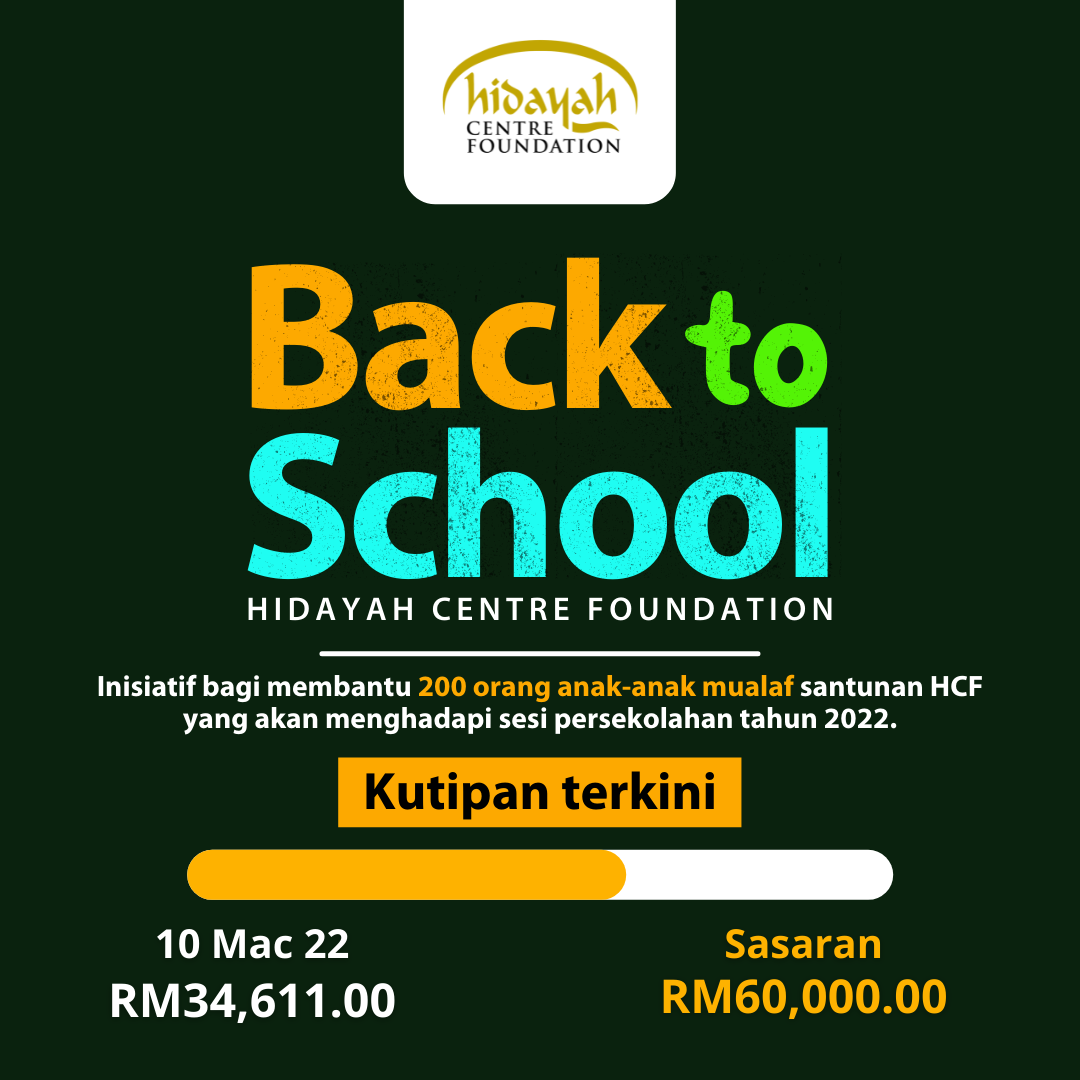 hidayah
CENTRE
FOUNDATION
Back to
School
HIDAYAH CENTRE FOUNDATION
Inisiatif bagi membantu 200 orang anak-anak mualaf santunan HCF
yang akan menghadapi sesi persekolahan tahun 2022.
Kutipan terkini
10 Mac 22
RM34,611.00
Sasaran
RM60,000.00